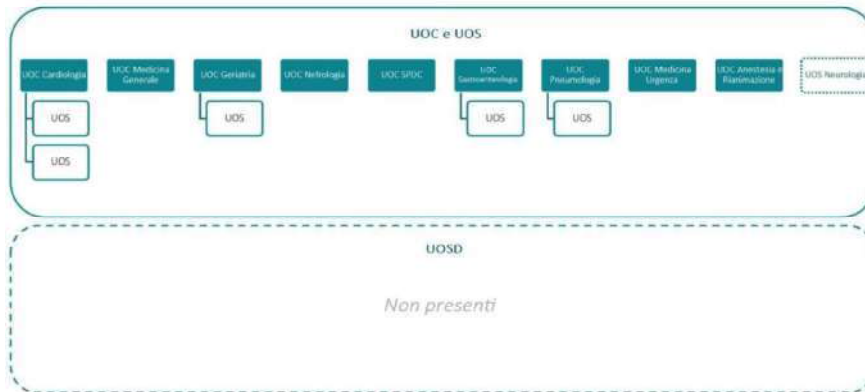 UOC e UOS
UOC Cardiologia
UOC Medicina
Generale
UOC Geriatria
UOC Nefrologia
UOC SPDC
UOC
Gastroenterologia
UOC
Pneumologia
UOC Medicina
Urgenza
UOC Anestesia e
Rianimazione
UOS Neurologia
UOS
UOS
UOS
UOS
UOS
UOSD
Non presenti